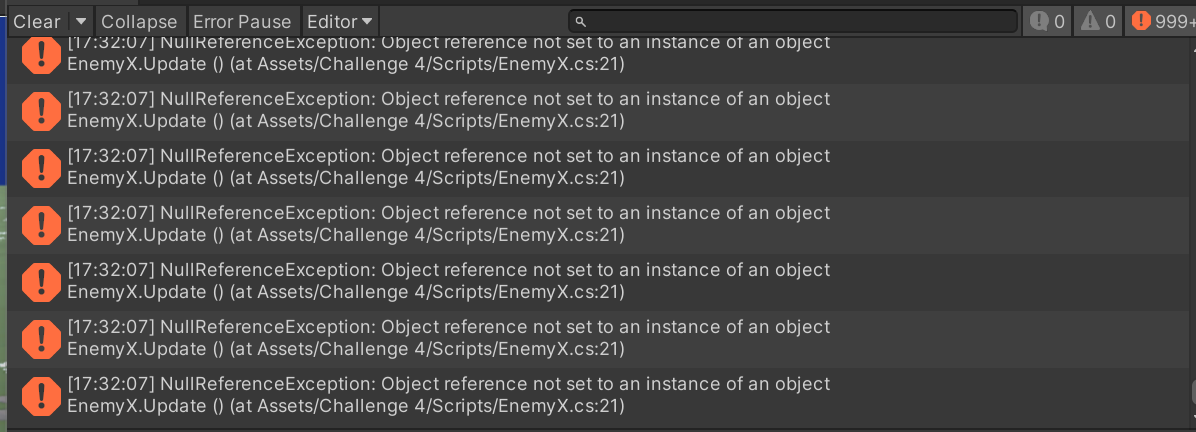 Clear Collapse Error Pause Editor 0 0 999+
[17:32:07] NullReferenceException: Object reference not set to an instance of an object
EnemyX.Update () (at Assets/Challenge 4/Scripts/EnemyX.cs:21)
[17:32:07] NullReferenceException: Object reference not set to an instance of an object
EnemyX.Update () (at Assets/Challenge 4/Scripts/EnemyX.cs:21)
[17:32:07] NullReferenceException: Object reference not set to an instance of an object
EnemyX.Update () (at Assets/Challenge 4/Scripts/EnemyX.cs:21)
[17:32:07] NullReferenceException: Object reference not set to an instance of an object
EnemyX.Update () (at Assets/Challenge 4/Scripts/EnemyX.cs:21)
[17:32:07] NullReferenceException: Object reference not set to an instance of an object
EnemyX.Update () (at Assets/Challenge 4/Scripts/EnemyX.cs:21)
[17:32:07] NullReferenceException: Object reference not set to an instance of an object
EnemyX.Update () (at Assets/Challenge 4/Scripts/EnemyX.cs:21)
[17:32:07] NullReferenceException: Object reference not set to an instance of an object
EnemyX.Update () (at Assets/Challenge 4/Scripts/EnemyX.cs:21)